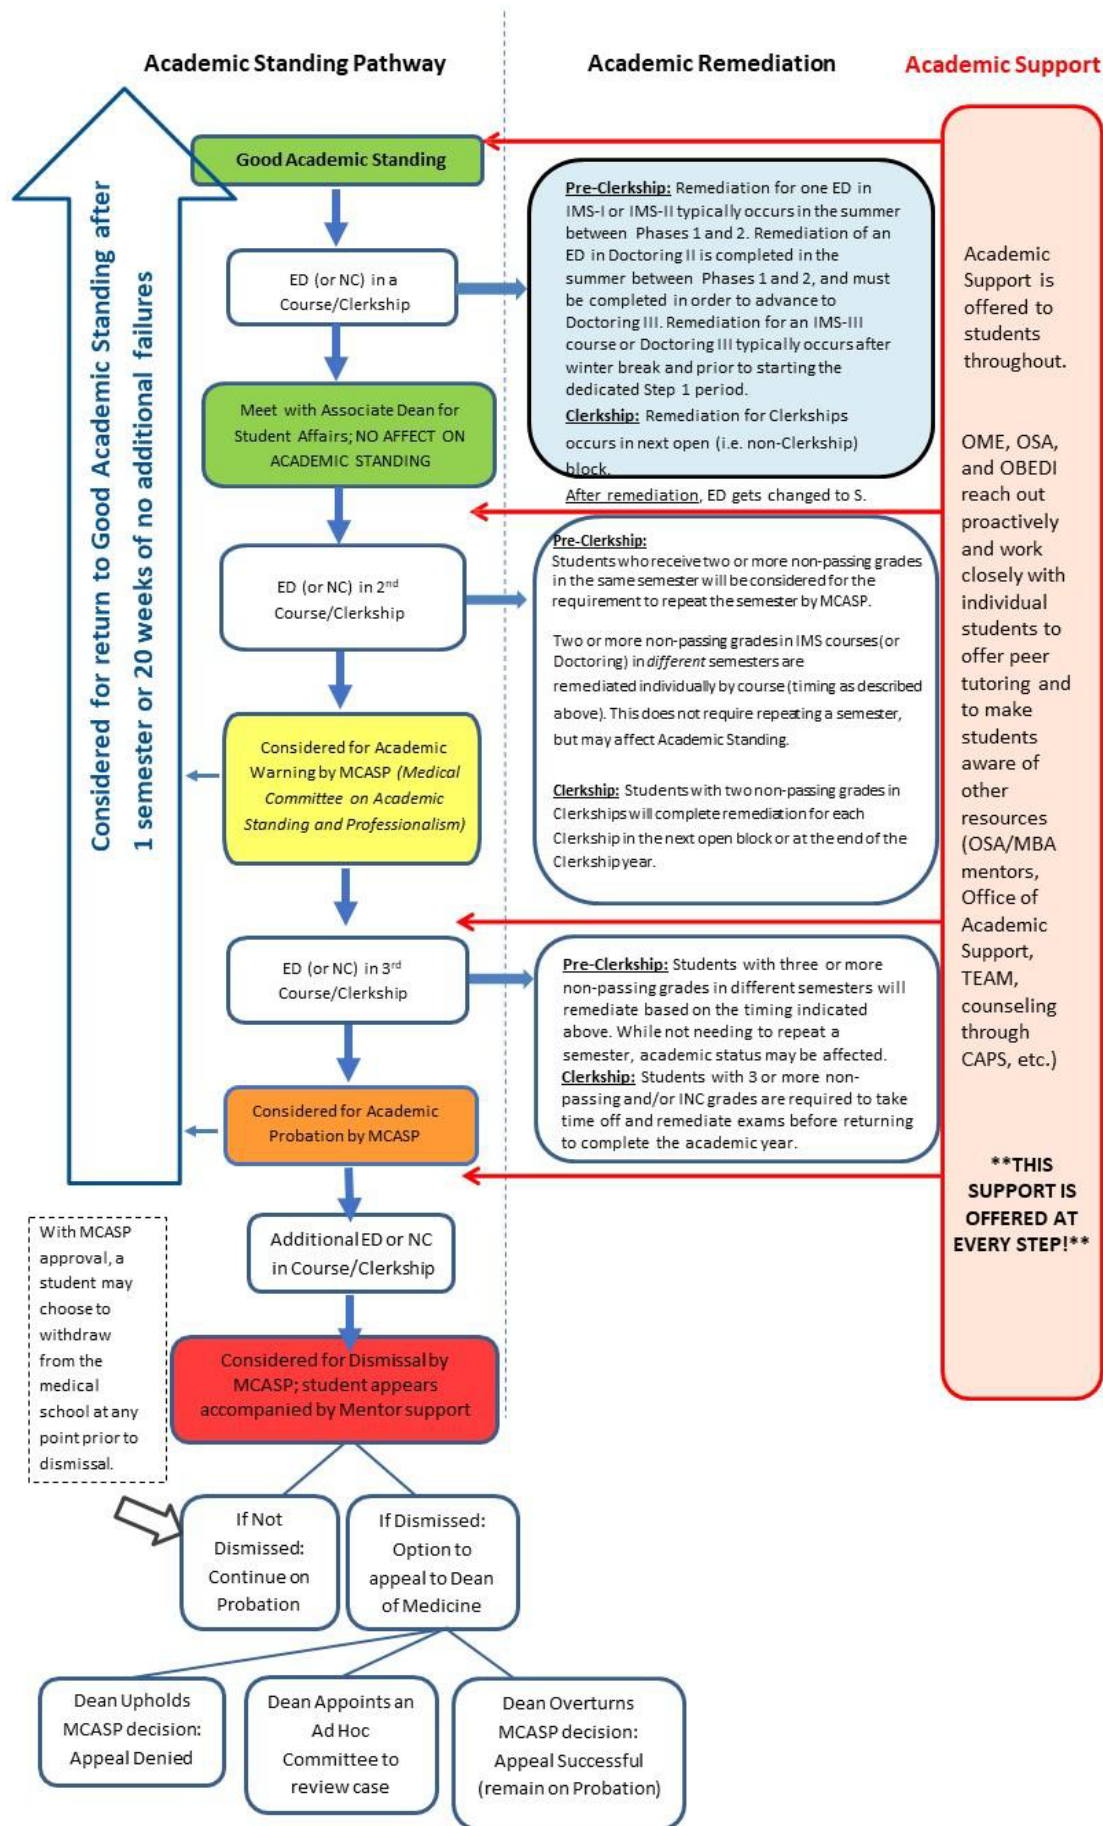 Academic Standing Pathway
Academic Remediation
Academic Support
Considered for return to Good Academic Standing after
1 semester or 20 weeks of no additional failures
Good Academic Standing
ED (or NC) in a
Course/Clerkship
Meet with Associate Dean for
Student Affairs; NO AFFECT ON
ACADEMIC STANDING
ED (or NC) in 2nd
Course/Clerkship
Considered for Academic
Warning by MCASP (Medical
Committee on Academic
Standing and Professionalism)
ED (or NC) in 3rd
Course/Clerkship
Considered for Academic
Probation by MCASP
Additional ED or NC
in Course/Clerkship
Considered for Dismissal by
MCASP; student appears
accompanied by Mentor support
With MCASP
approval, a
student may
choose to
withdraw
from the
medical
school at any
point prior to
dismissal.
If Not
Dismissed:
Continue on
Probation
If Dismissed:
Option to
appeal to Dean
of Medicine
Dean Upholds
MCASP decision:
Appeal Denied
Dean Appoints an
Ad Hoc
Committee to
review case
Dean Overturns
MCASP decision:
Appeal Successful
(remain on Probation)
Pre-Clerkship: Remediation for one ED in
IMS-I or IMS-II typically occurs in the summer
between Phases 1 and 2. Remediation of an
ED in Doctoring II is completed in the
summer between Phases 1 and 2, and must
be completed in order to advance to
Doctoring III. Remediation for an IMS-III
course or Doctoring III typically occurs after
winter break and prior to starting the
dedicated Step 1 period.
Clerkship: Remediation for Clerkships
occurs in next open (i.e. non-Clerkship)
block.
After remediation, ED gets changed to S.
Pre-Clerkship:
Students who receive two or more non-passing grades
in the same semester will be considered for the
requirement to repeat the semester by MCASP.
Two or more non-passing grades in IMS courses (or
Doctoring) in different semesters are
remediated individually by course (timing as described
above). This does not require repeating a semester,
but may affect Academic Standing.
Clerkship: Students with two non-passing grades in
Clerkships will complete remediation for each
Clerkship in the next open block or at the end of the
Clerkship year.
Pre-Clerkship: Students with three or more
non-passing grades in different semesters will
remediate based on the timing indicated
above. While not needing to repeat a
semester, academic status may be affected.
Clerkship: Students with 3 or more non-
passing and/or INC grades are required to take
time off and remediate exams before returning
to complete the academic year.
Academic
Support is
offered to
students
throughout.
OME, OSA,
and OBEDI
reach out
proactively
and work
closely with
individual
students to
offer peer
tutoring and
to make
students
aware of
other
resources
(OSA/MBA
mentors,
Office of
Academic
Support,
TEAM,
counseling
through
CAPS, etc.)
**THIS
SUPPORT IS
OFFERED AT
EVERY STEP!**